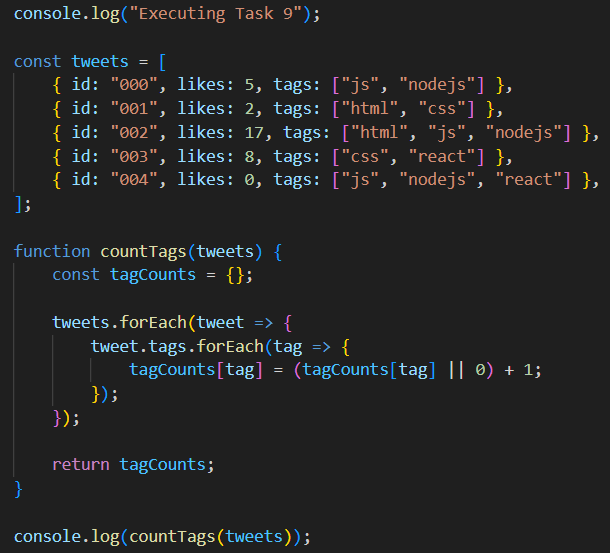 console.log("Executing Task 9");

const tweets = [
    { id: "000", likes: 5, tags: ["js", "nodejs"] },
    { id: "001", likes: 2, tags: ["html", "css"] },
    { id: "002", likes: 17, tags: ["html", "js", "nodejs"] },
    { id: "003", likes: 8, tags: ["css", "react"] },
    { id: "004", likes: 0, tags: ["js", "nodejs", "react"] },
];

function countTags(tweets) {
    const tagCounts = {};

    tweets.forEach(tweet => {
        tweet.tags.forEach(tag => {
            tagCounts[tag] = (tagCounts[tag] || 0) + 1;
        });
    });

    return tagCounts;
}

console.log(countTags(tweets));